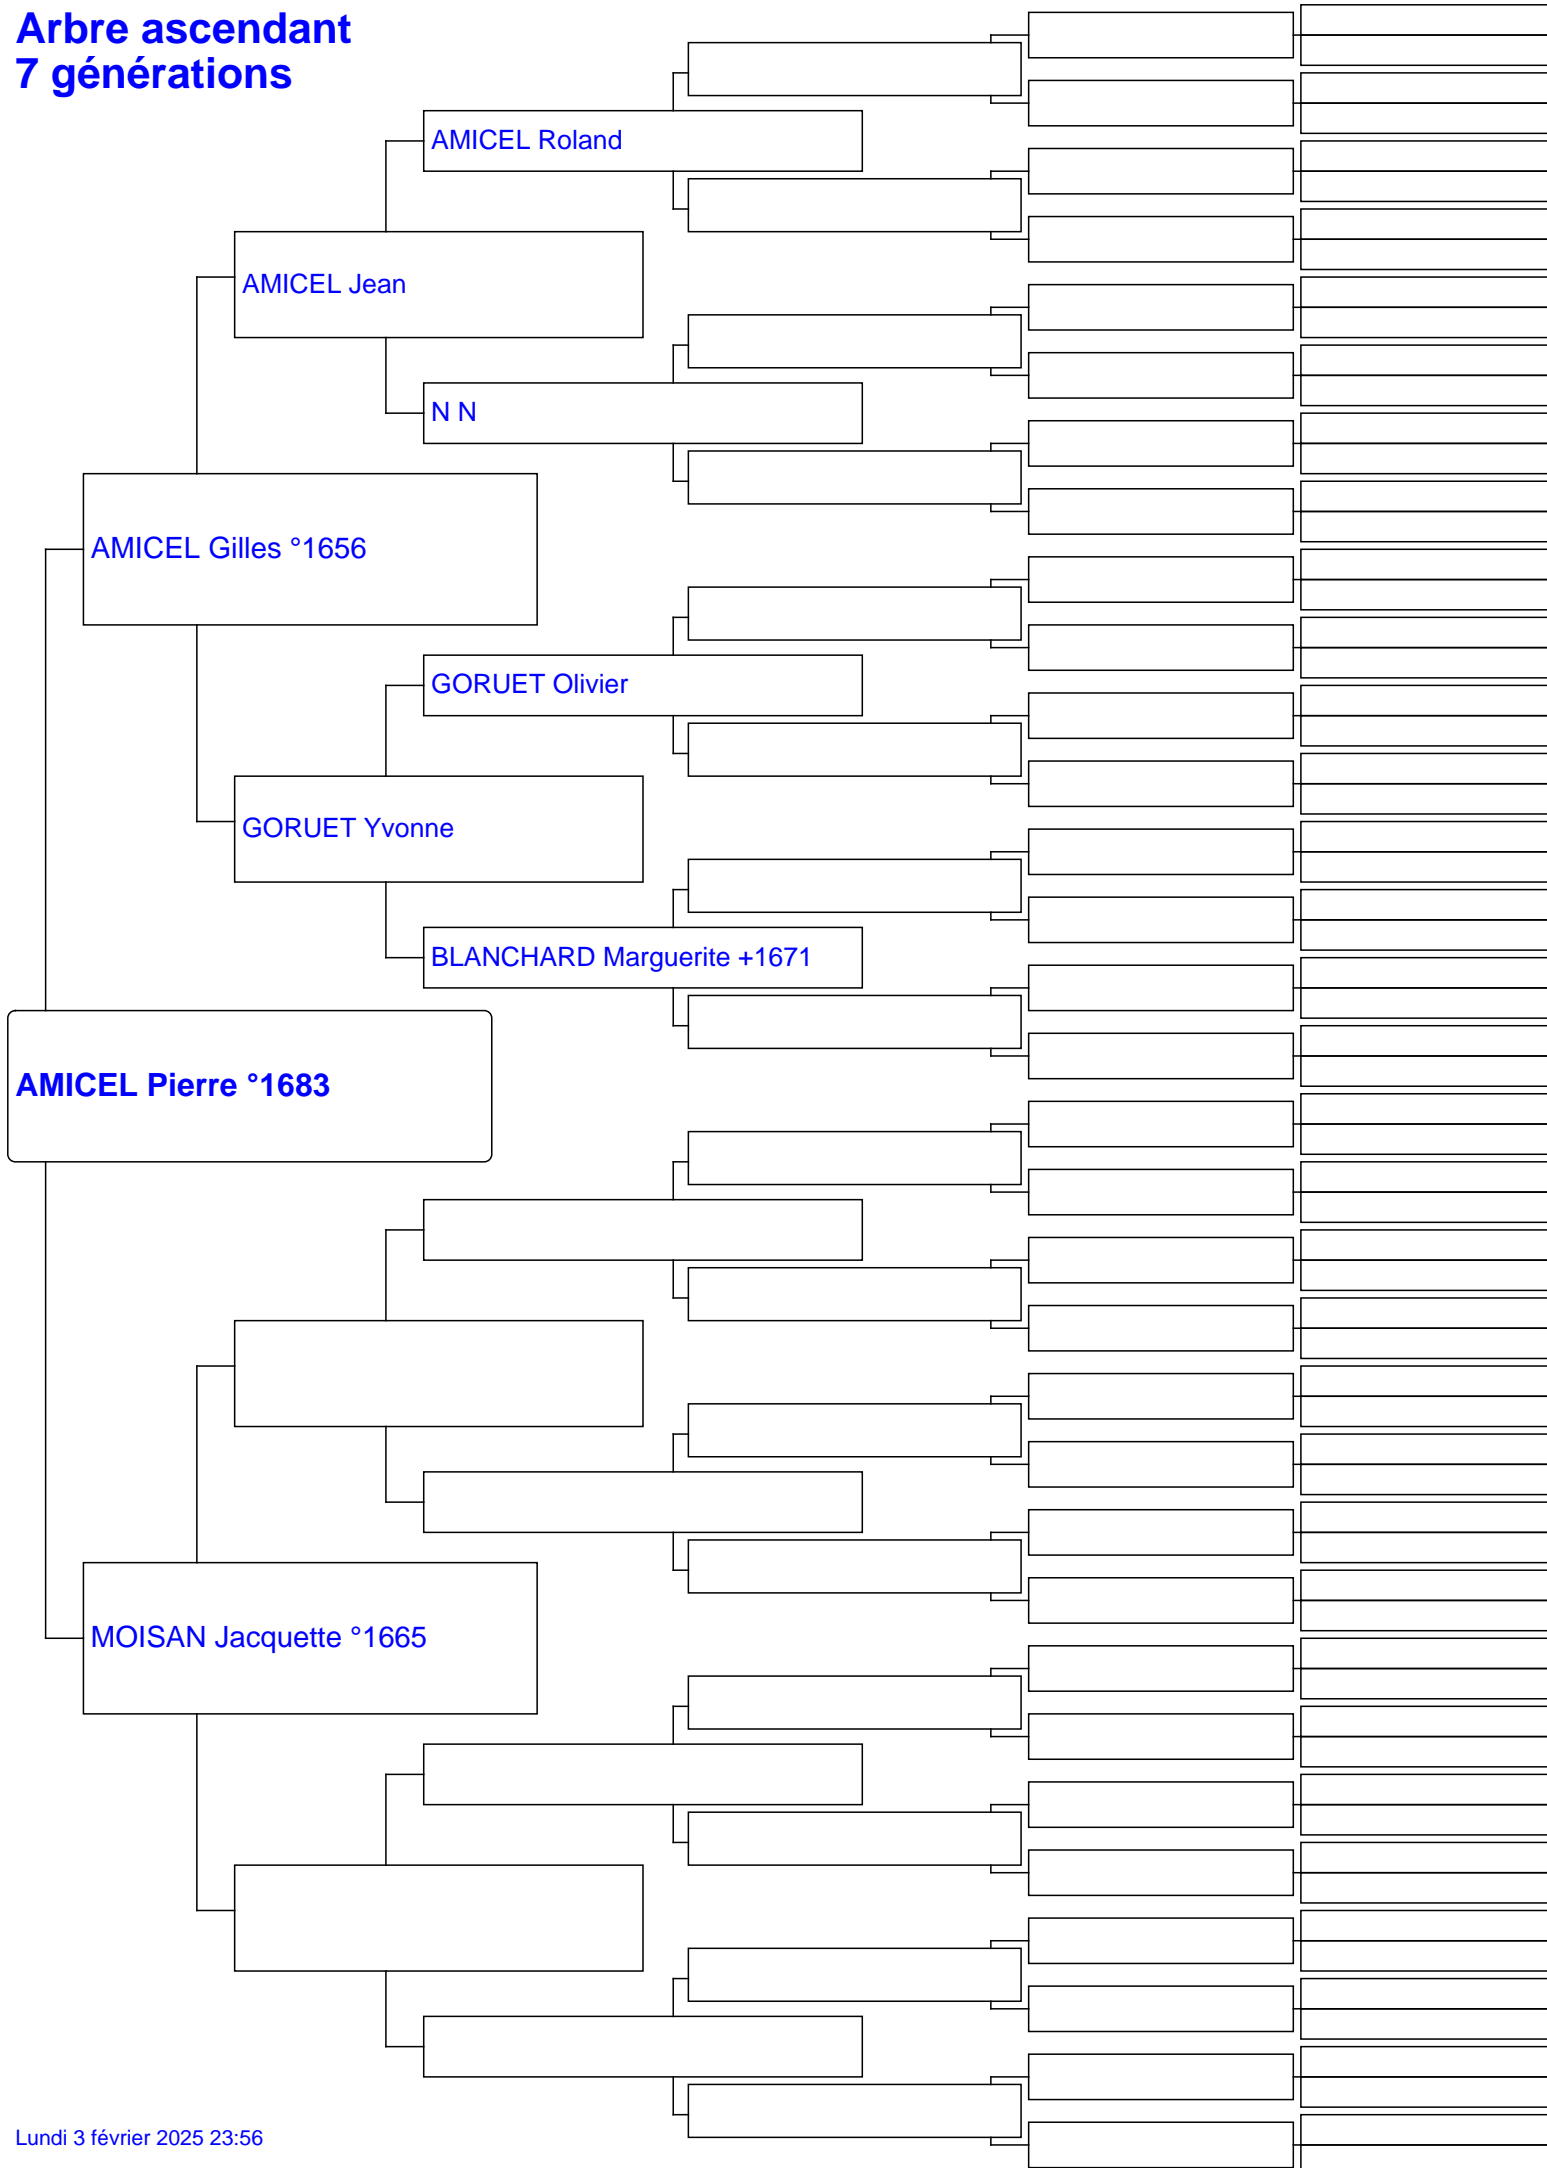 Arbre ascendant
7 générations
AMICEL Roland
AMICEL Jean
N N
AMICEL Gilles °1656
GORUET Olivier
GORUET Yvonne
BLANCHARD Marguerite +1671
AMICEL Pierre °1683
MOISAN Jacquette °1665
Lundi 3 février 2025 23:56